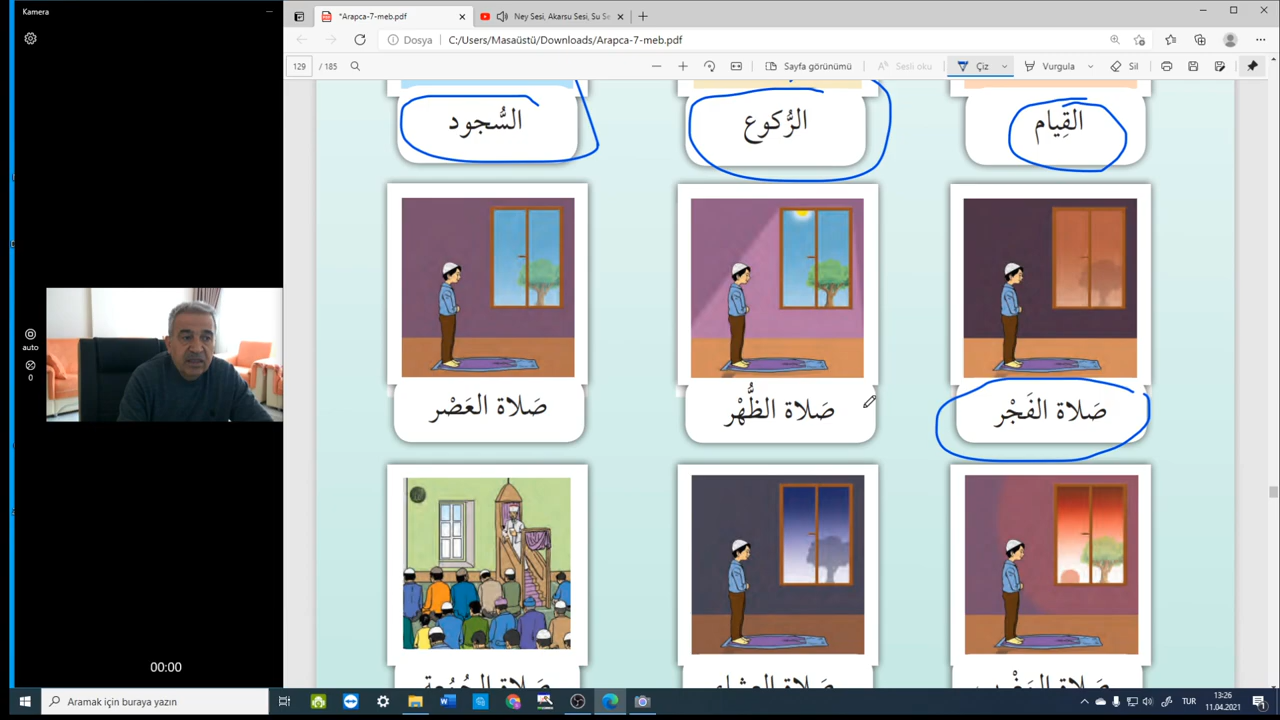 Kamera
*Arapca-7-meb.pdf
Ney Sesi, Akarsu Sesi, Su Se
Dosya
C:/Users/Masaüstü/Downloads/Arapca-7-meb.pdf
129 / 185
Sayfa görünümü
Sesli oku
Çiz
Vurgula
Sil
القِيام
الرُّكوع
السُّجود
صَلاة الفَجْر
صَلاة الظُّهْر
صَلاة العَصْر
auto
0
00:00
Aramak için buraya yazın
TUR
13:26
11.04.2021